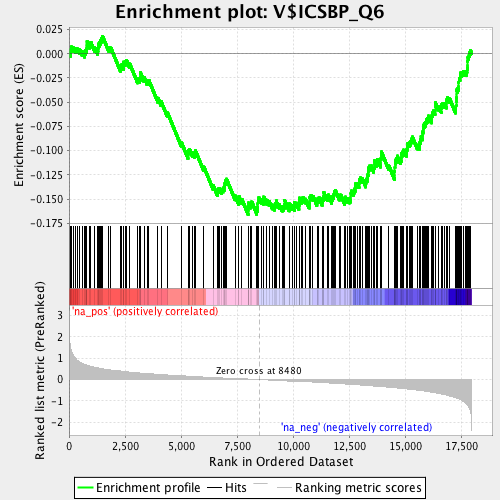 Enrichment plot: V$ICSBP_Q6
Enrichment score (ES)
0.025
0.000
-0.025
-0.050
-0.075
-0.100
-0.125
-0.150
-0.175
'na_pos' (positively correlated)
Ranked list metric (PreRanked)
3
2
1
0
-1
-2
Zero cross at 8480
'na_neg' (negatively correlated)
0
2,500
5,000
7,500
10,000
12,500
15,000
17,500
Rank in Ordered Dataset
Enrichment profile
Hits
Ranking metric scores